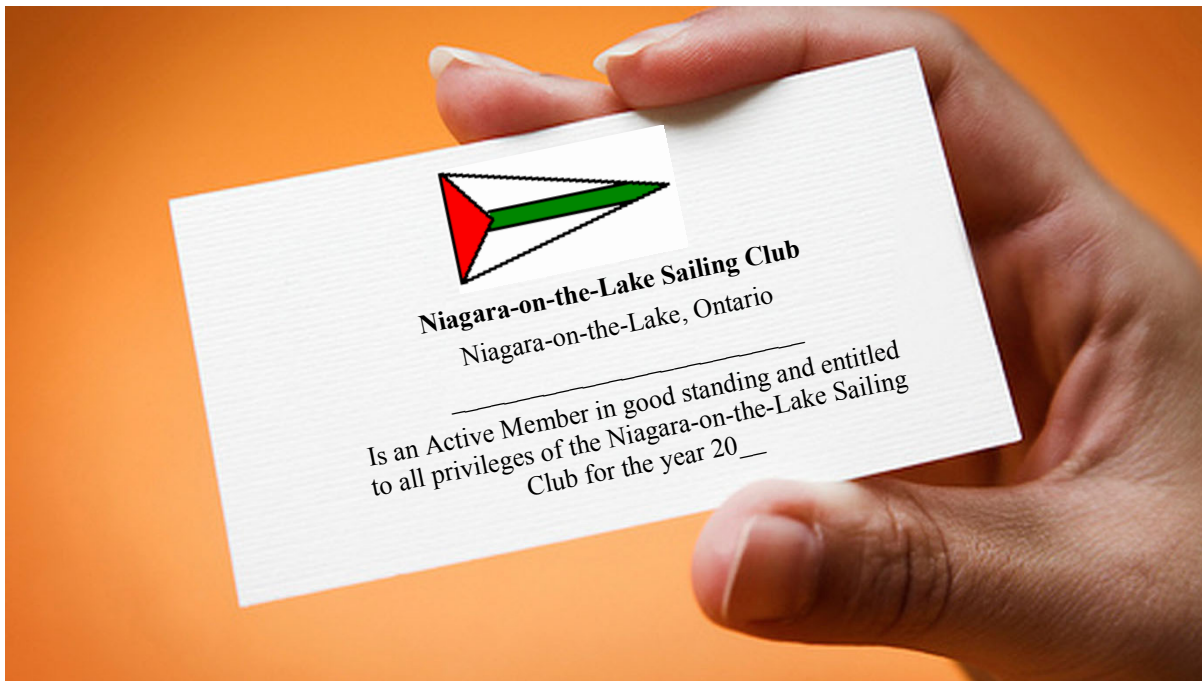 Niagara-on-the-Lake Sailing Club
Niagara-on-the-Lake, Ontario
____________________________
Is an Active Member in good standing and entitled
to all privileges of the Niagara-on-the-Lake Sailing
Club for the year 20__